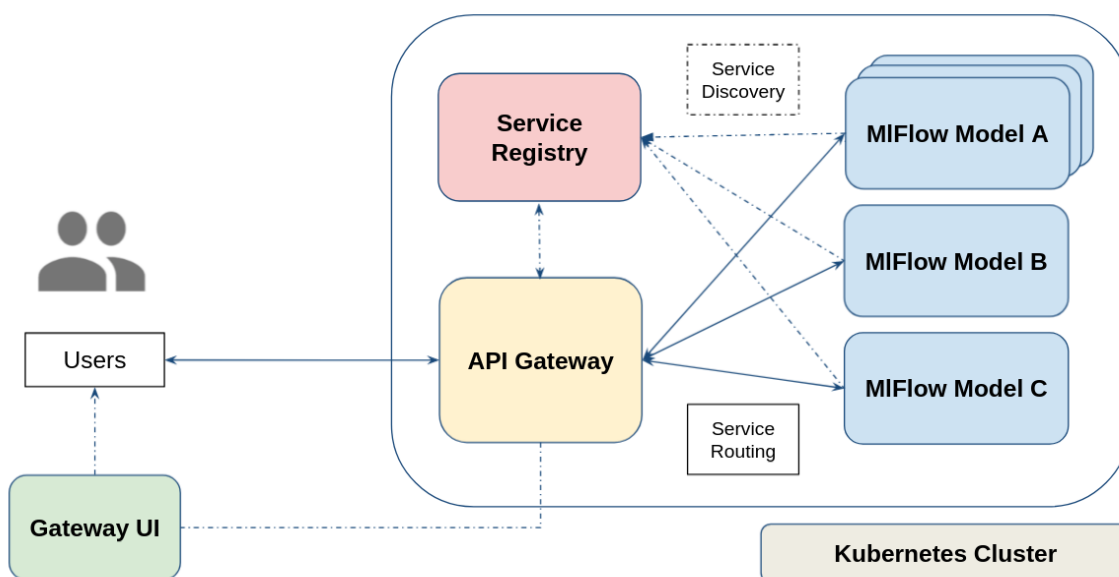 Service
Discovery
Service
Registry
MlFlow Model A
MlFlow Model B
Users
API Gateway
MlFlow Model C
Service
Routing
Gateway UI
Kubernetes Cluster